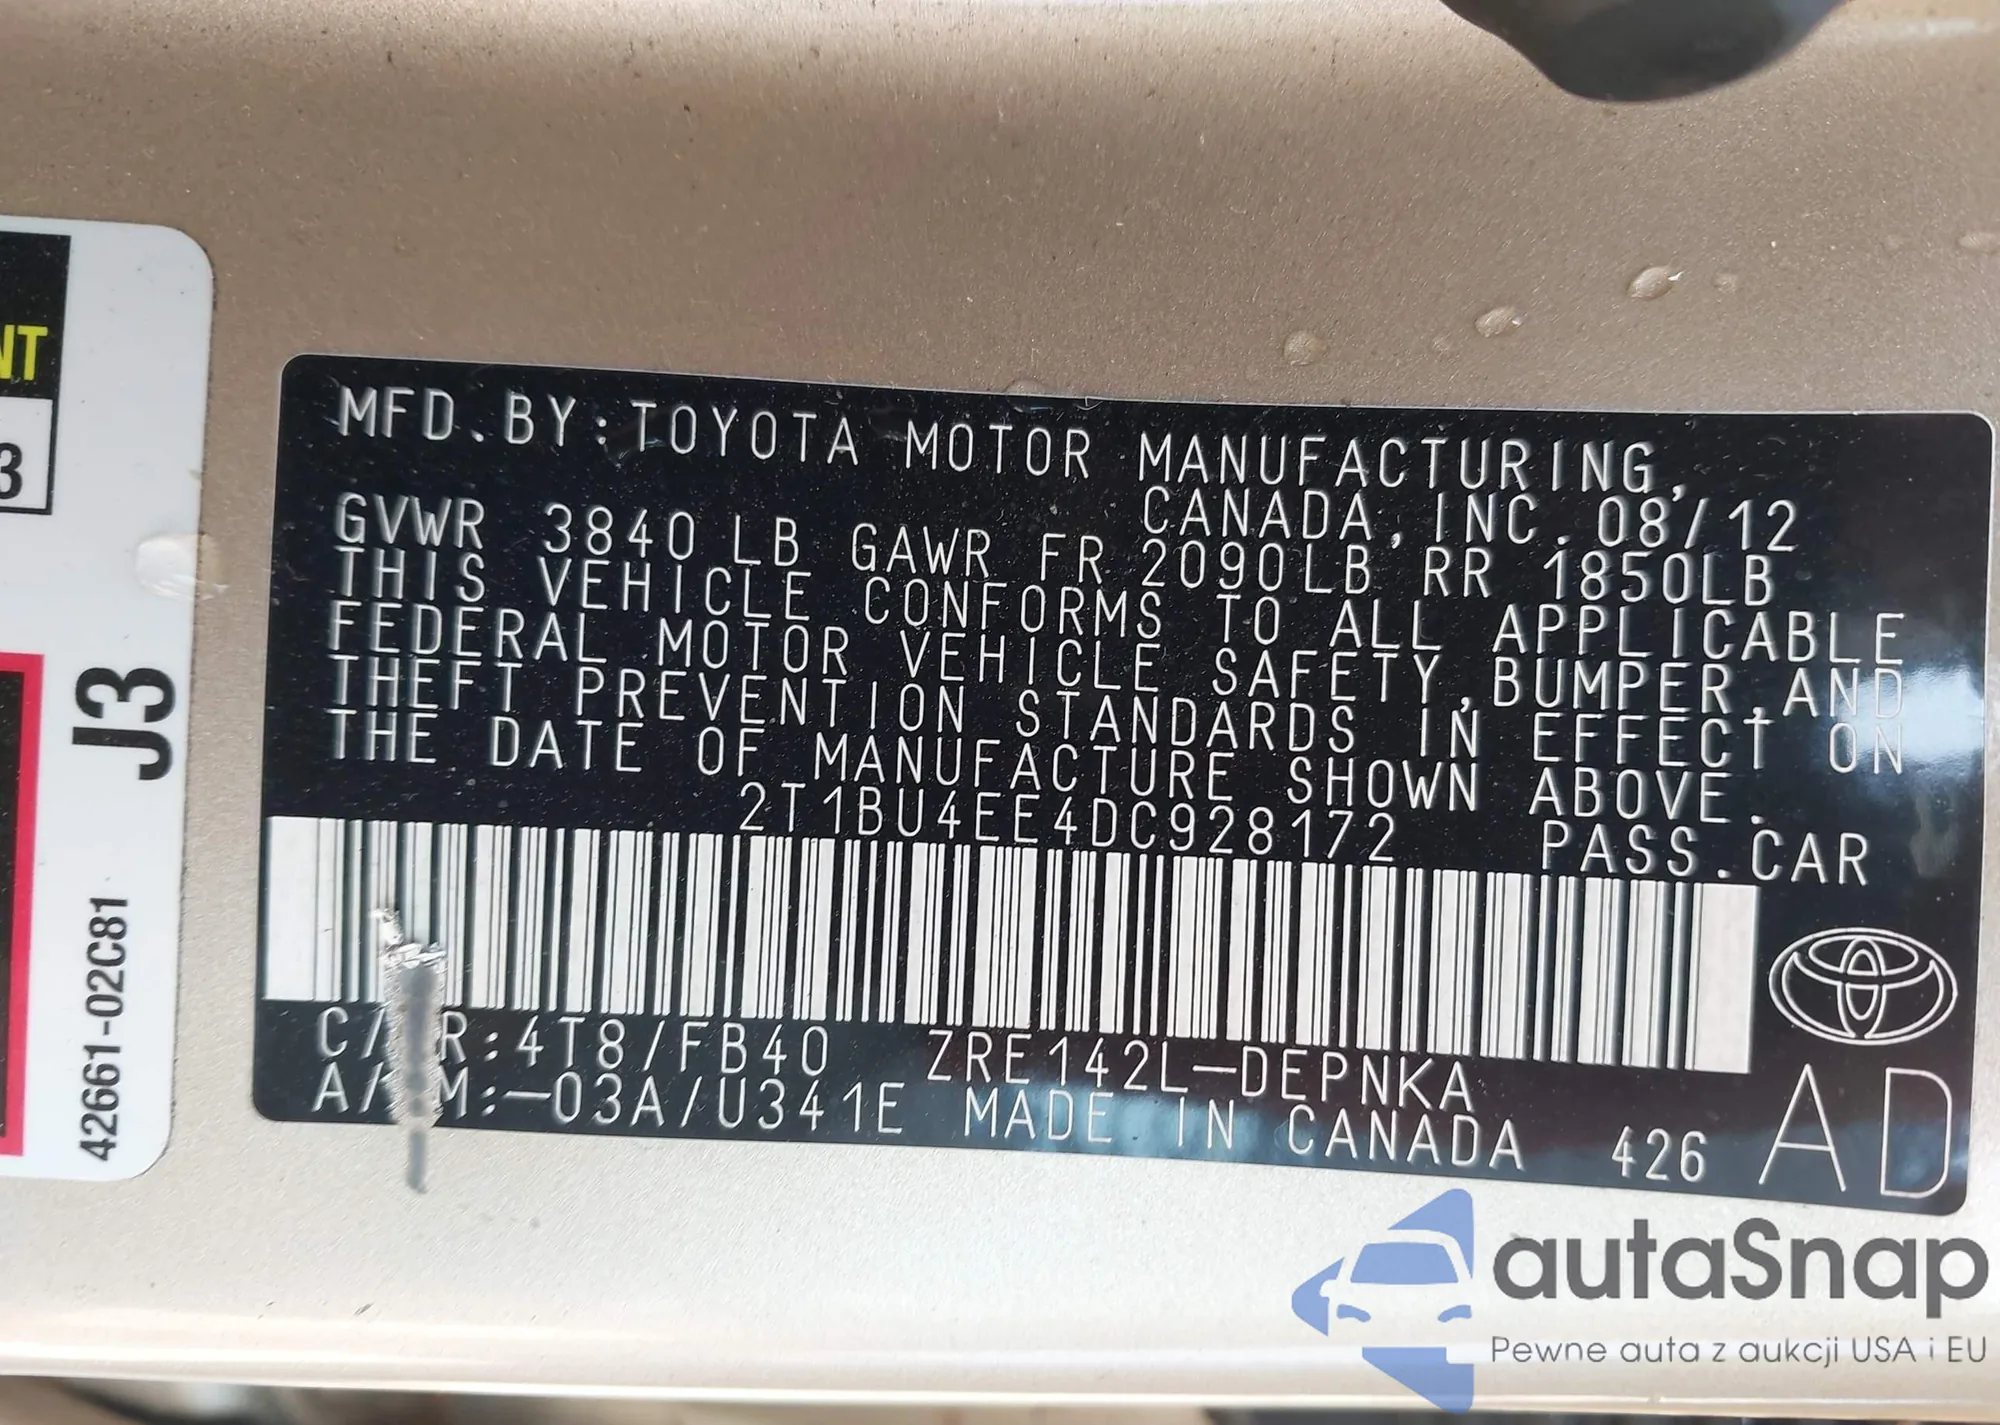 NT
3
J3
42661-02C81
MFD.BY:TOYOTA MOTOR MANUFACTURING,
CANADA,INC.08/12
GVWR 3840 LB GAWR FR 2090LB RR 1850LB
THIS VEHICLE CONFORMS TO ALL APPLICABLE
FEDERAL MOTOR VEHICLE SAFETY,BUMPER,AND
THEFT PREVENTION STANDARDS IN EFFECT ON
THE DATE OF MANUFACTURE SHOWN ABOVE.
2T1BU4EE4DC928172 PASS.CAR
C/ R:4T8/FB40 ZRE142L-DEPNKA
A/ M:-03A/U341E MADE IN CANADA 426
AD
autaSnap
Pewne auta z aukcji USA i EU